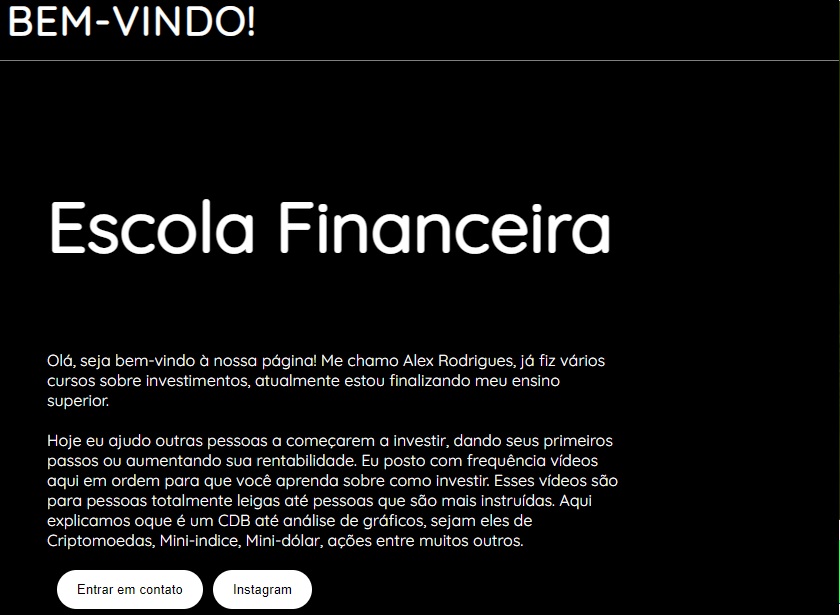 BEM-VINDO!
Escola Financeira
Olá, seja bem-vindo à nossa página! Me chamo Alex Rodrigues, já fiz vários
cursos sobre investimentos, atualmente estou finalizando meu ensino
superior.
Hoje eu ajudo outras pessoas a começarem a investir, dando seus primeiros
passos ou aumentando sua rentabilidade. Eu posto com frequência vídeos
aqui em ordem para que você aprenda sobre como investir. Esses vídeos são
para pessoas totalmente leigas até pessoas que são mais instruídas. Aqui
explicamos oque é um CDB até análise de gráficos, sejam eles de
Criptomoedas, Mini-indice, Mini-dólar, ações entre muitos outros.
Entrar em contato
Instagram